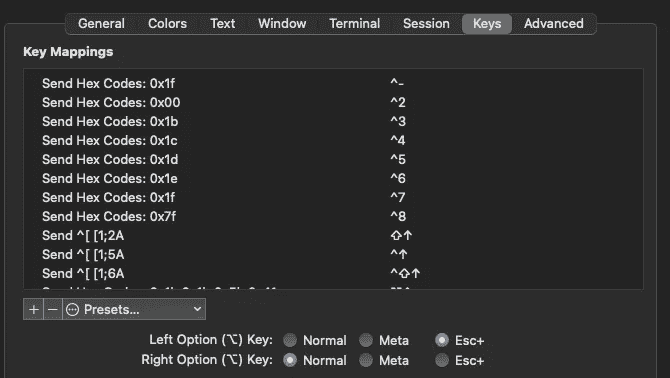 General Colors Text Window Terminal Session Keys Advanced
Key Mappings
Send Hex Codes: 0x1f ^-
Send Hex Codes: 0x00 ^2
Send Hex Codes: 0x1b ^3
Send Hex Codes: 0x1c ^4
Send Hex Codes: 0x1d ^5
Send Hex Codes: 0x1e ^6
Send Hex Codes: 0x1f ^7
Send Hex Codes: 0x7f ^8
Send ^[ [1;2A ⇧↑
Send ^[ [1;5A ^↑
Send ^[ [1;6A ^⇧↑
+ − Presets...
Left Option (⌥) Key: Normal Meta Esc+
Right Option (⌥) Key: Normal Meta Esc+